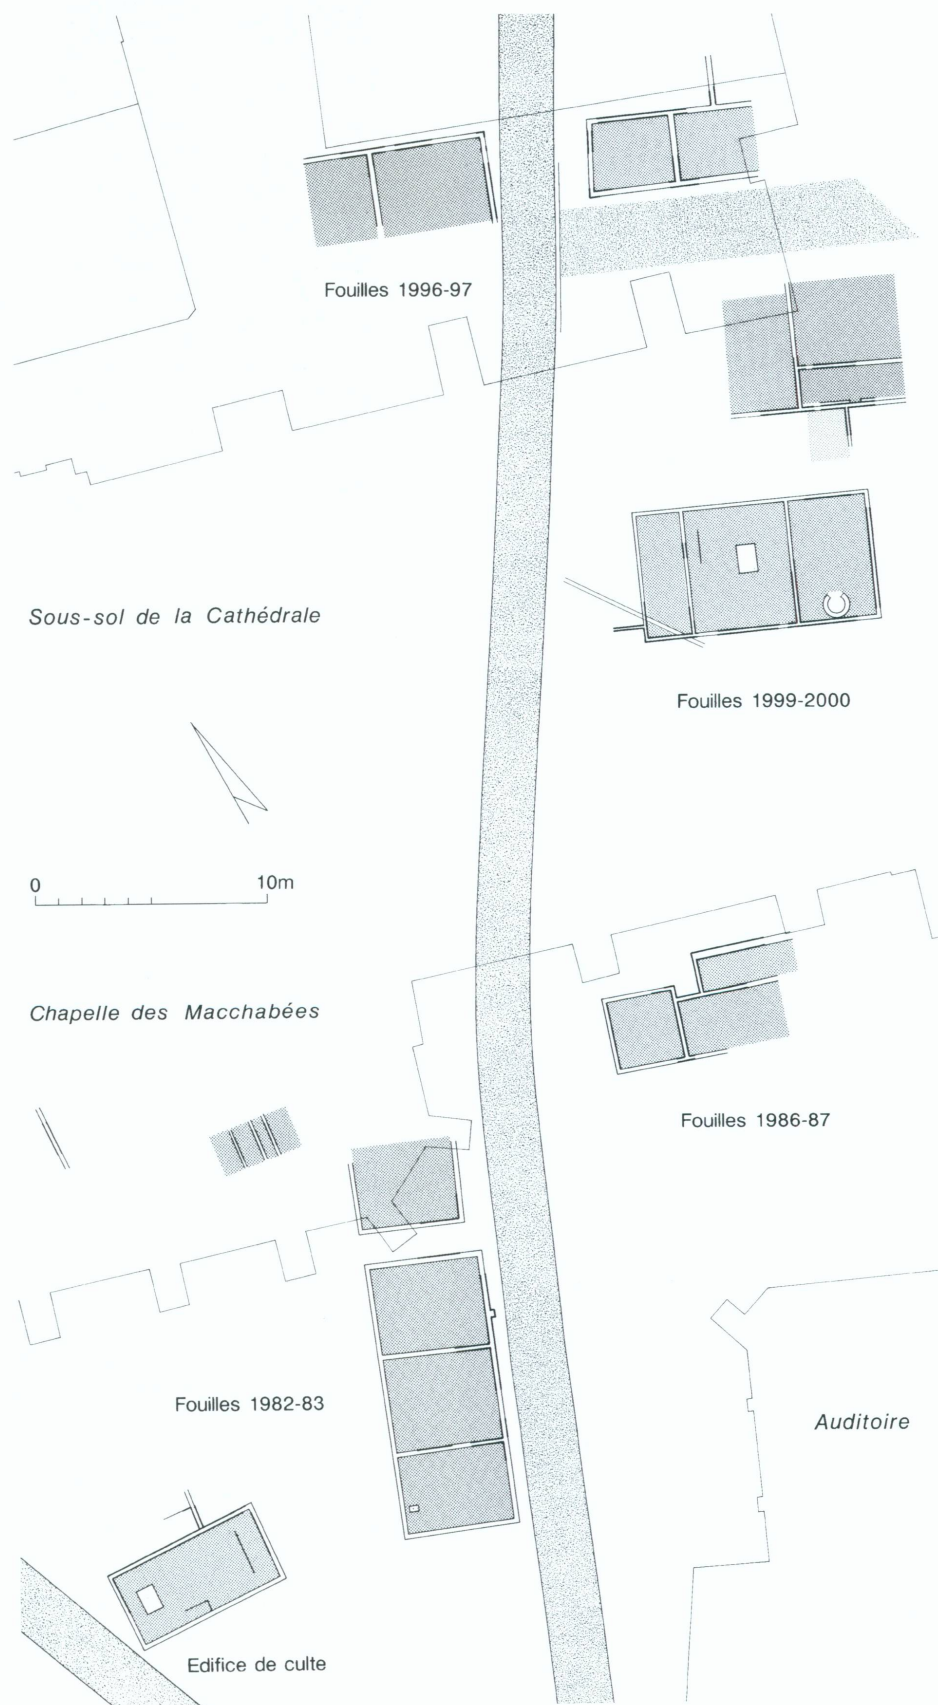 Fouilles 1996-97
Sous-sol de la Cathédrale
Fouilles 1999-2000
0 10m
Chapelle des Macchabées
Fouilles 1986-87
Fouilles 1982-83
Auditoire
Edifice de culte